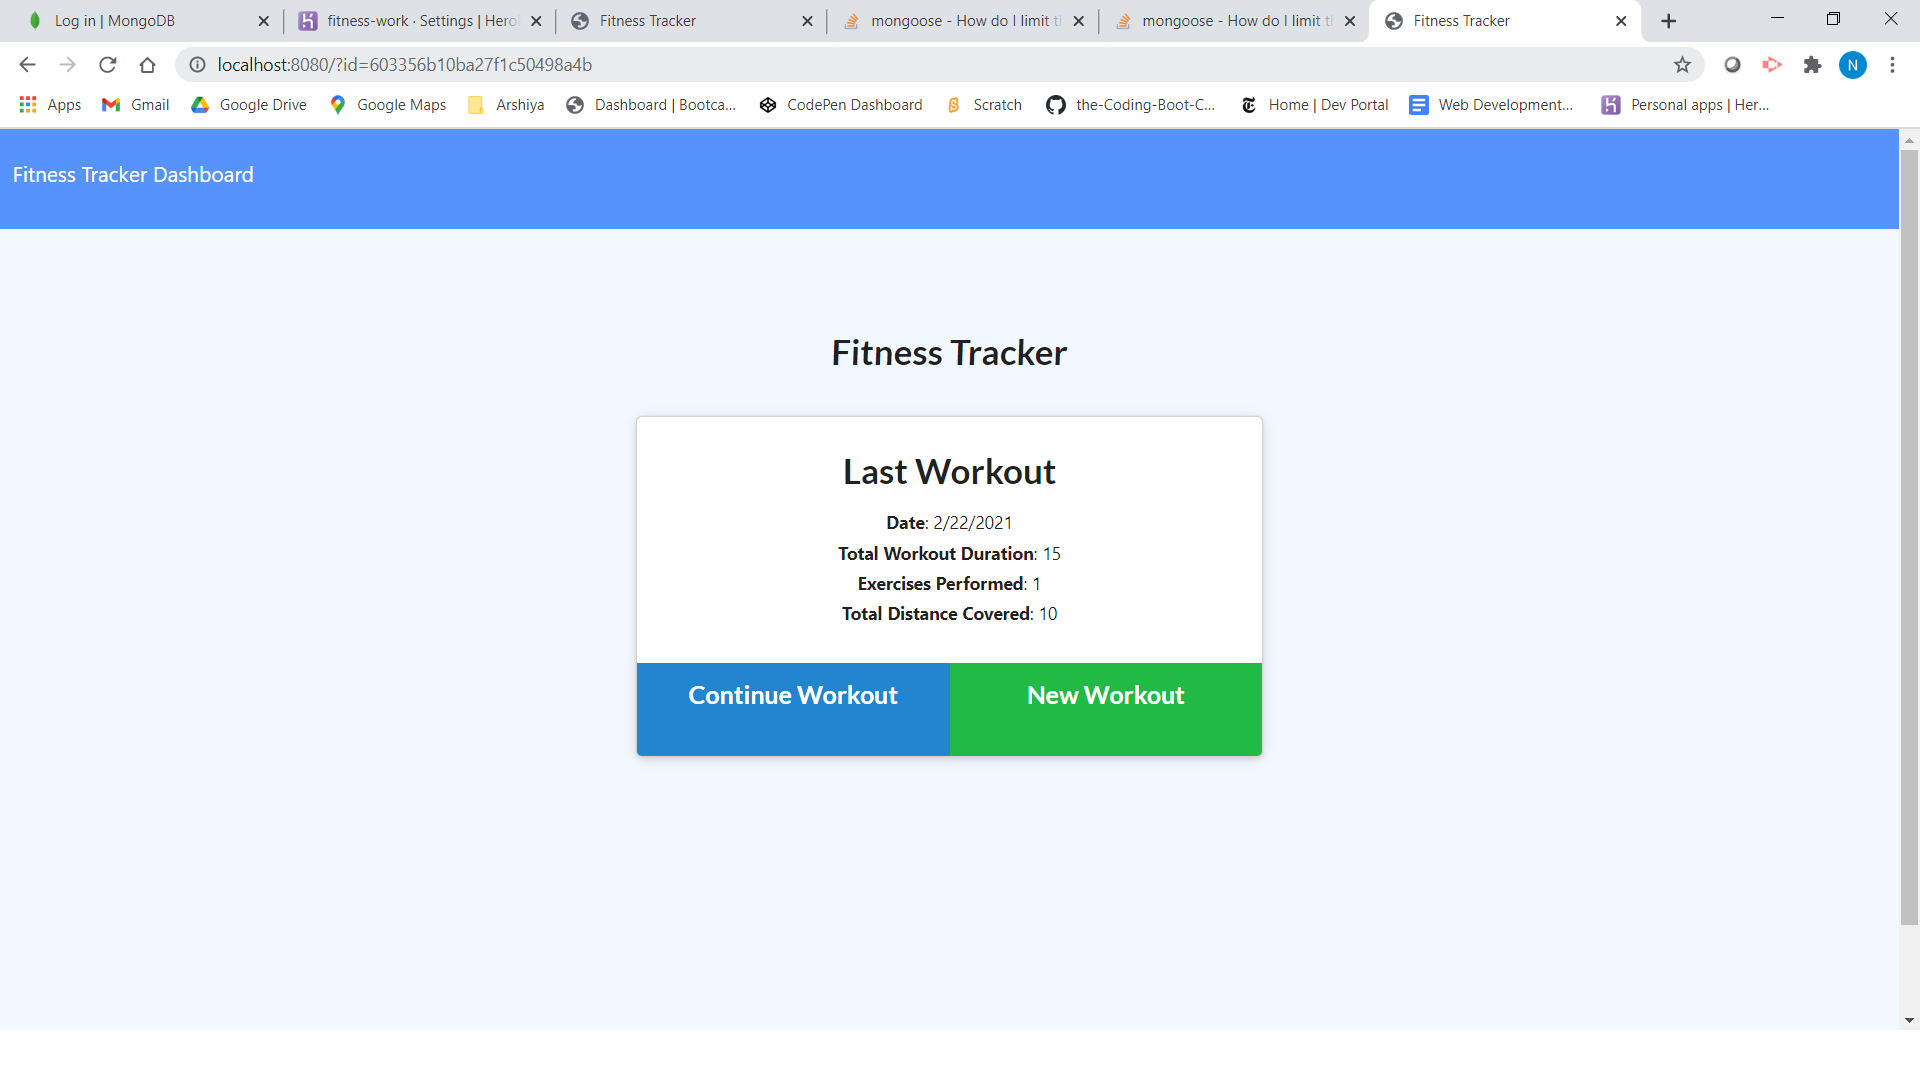 Log in | MongoDB
fitness-work · Settings | Hero
Fitness Tracker
mongoose - How do I limit t
mongoose - How do I limit t
Fitness Tracker
localhost:8080/?id=603356b10ba27f1c50498a4b
N
Apps
Gmail
Google Drive
Google Maps
Arshiya
Dashboard | Bootca...
CodePen Dashboard
Scratch
the-Coding-Boot-C...
Home | Dev Portal
Web Development...
Personal apps | Her...
Fitness Tracker Dashboard
Fitness Tracker
Last Workout
Date: 2/22/2021
Total Workout Duration: 15
Exercises Performed: 1
Total Distance Covered: 10
Continue Workout
New Workout